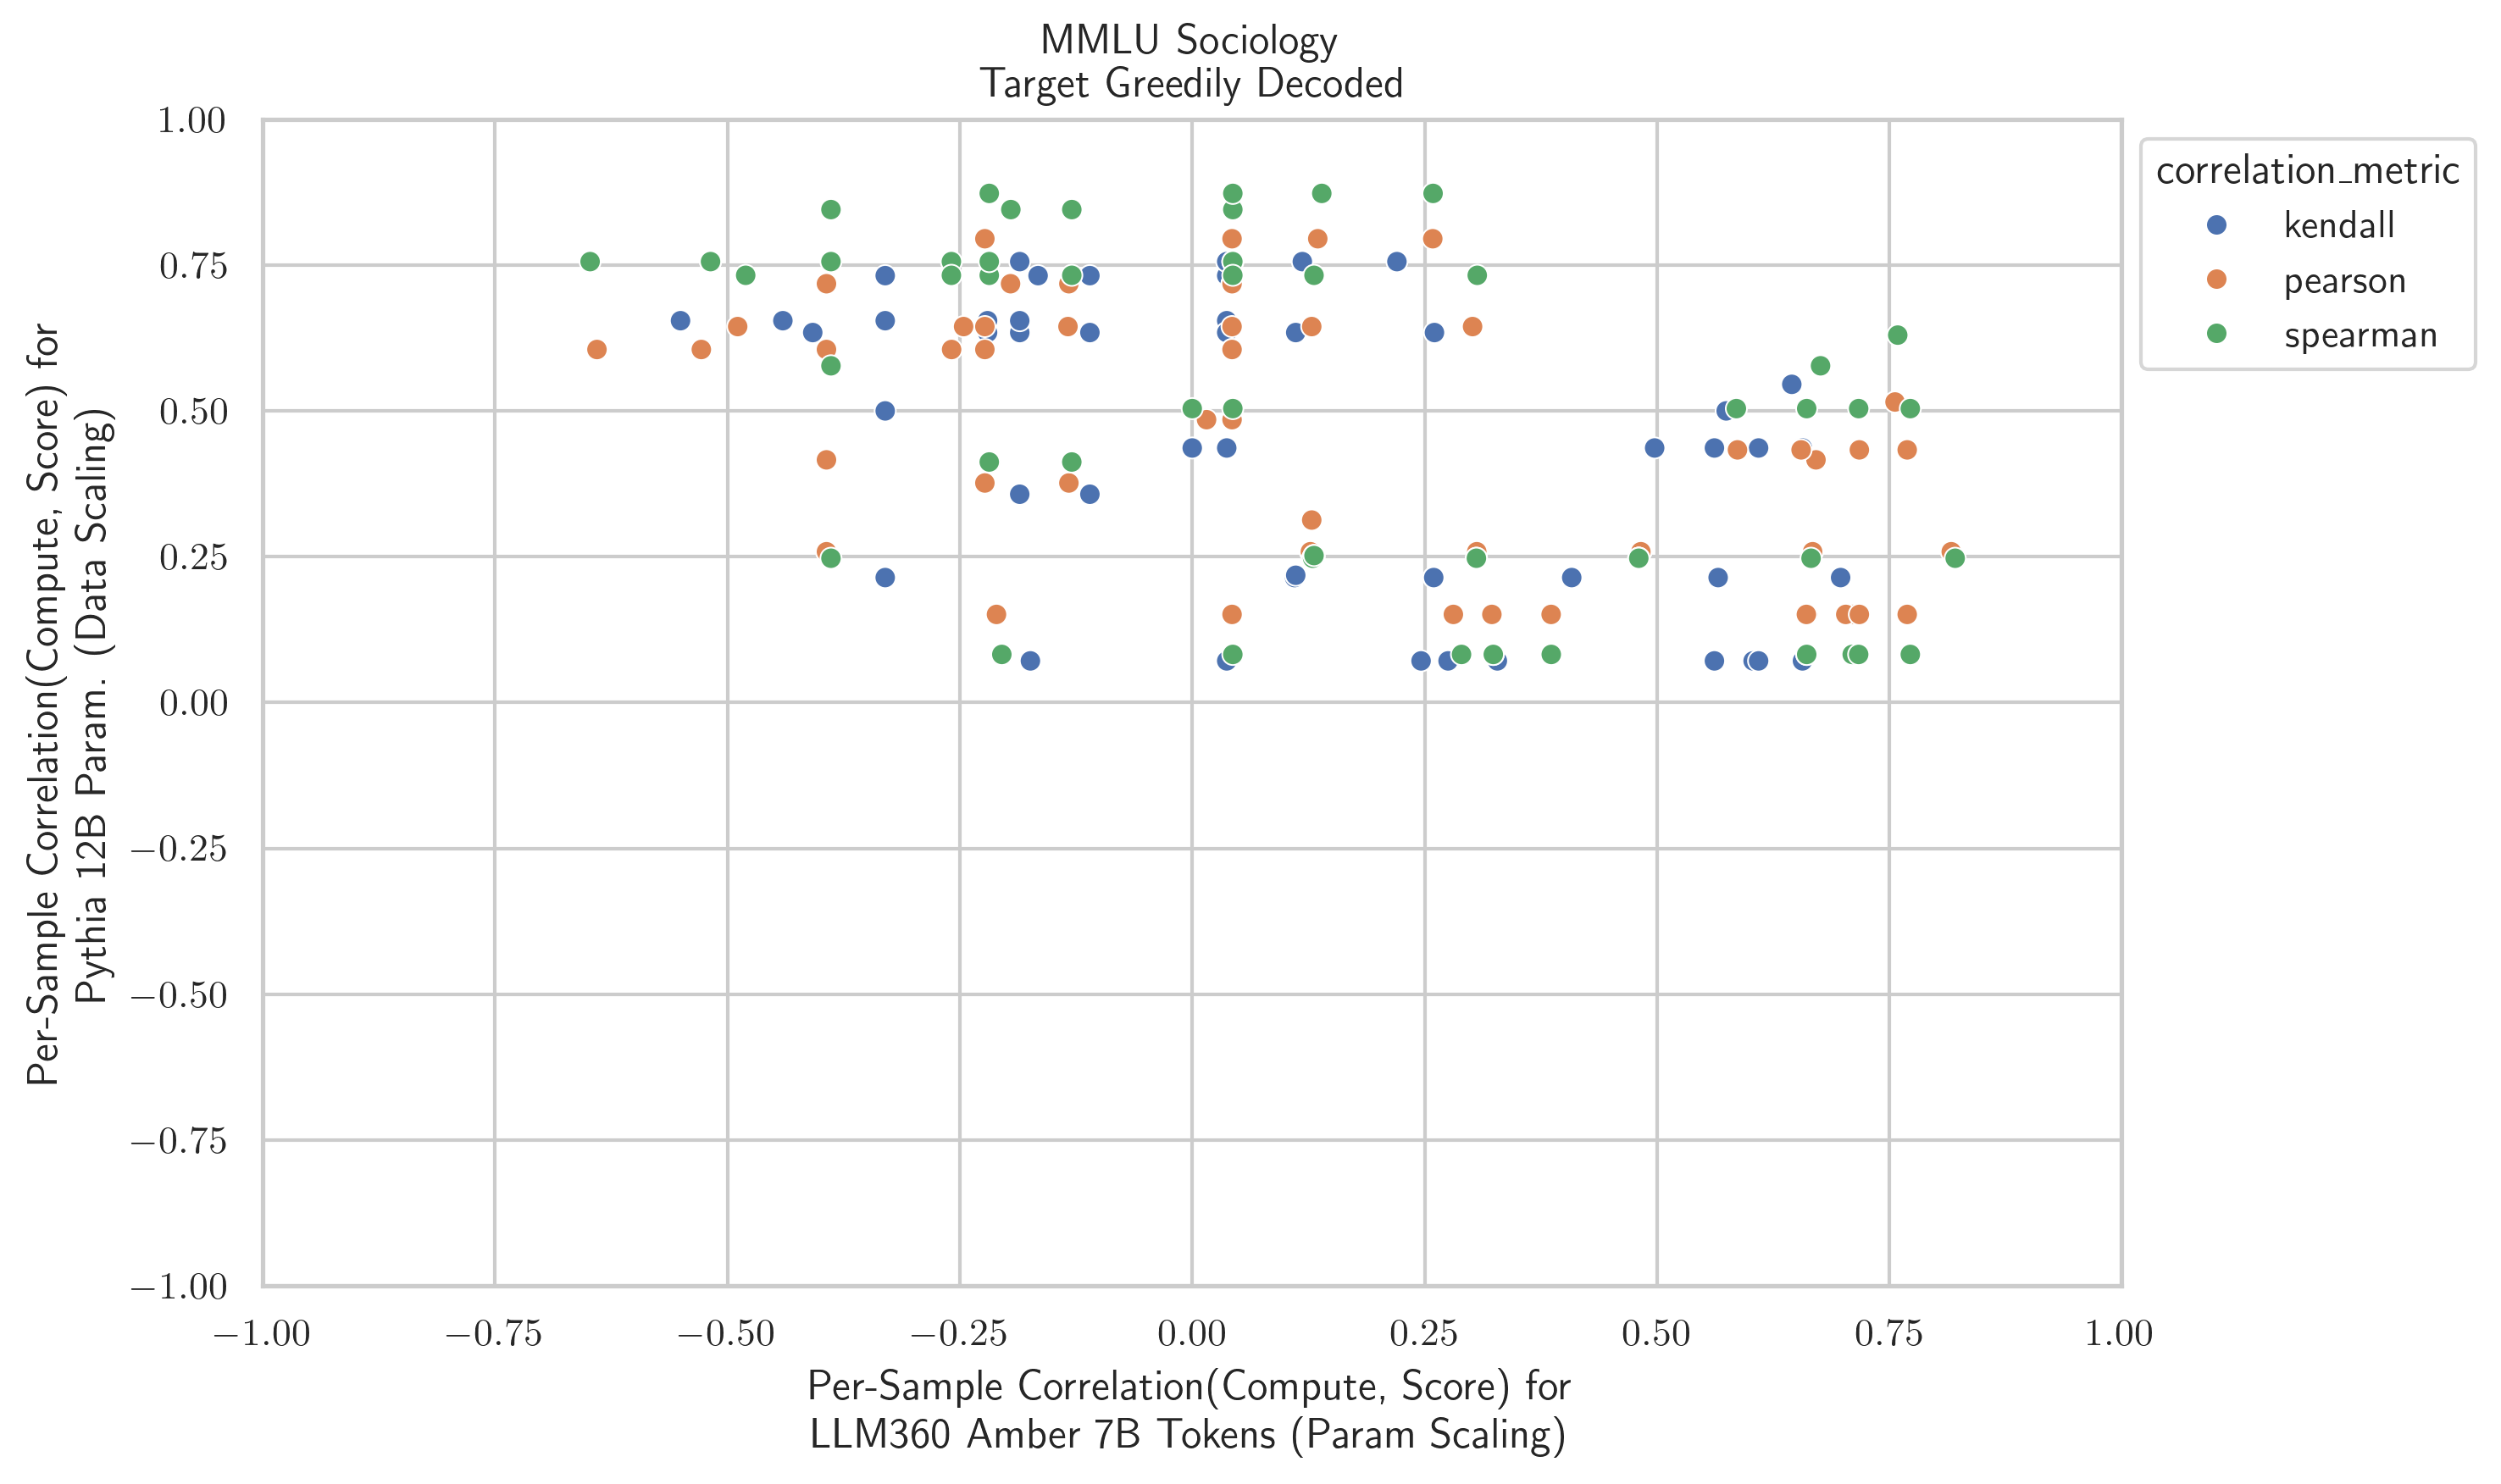 MMLU Sociology
Target Greedily Decoded
Per-Sample Correlation(Compute, Score) for
Pythia 12B Param. (Data Scaling)
1.00
0.75
0.50
0.25
0.00
−0.25
−0.50
−0.75
−1.00
−1.00 −0.75 −0.50 −0.25 0.00 0.25 0.50 0.75 1.00
Per-Sample Correlation(Compute, Score) for
LLM360 Amber 7B Tokens (Param Scaling)
correlation_metric
kendall
pearson
spearman